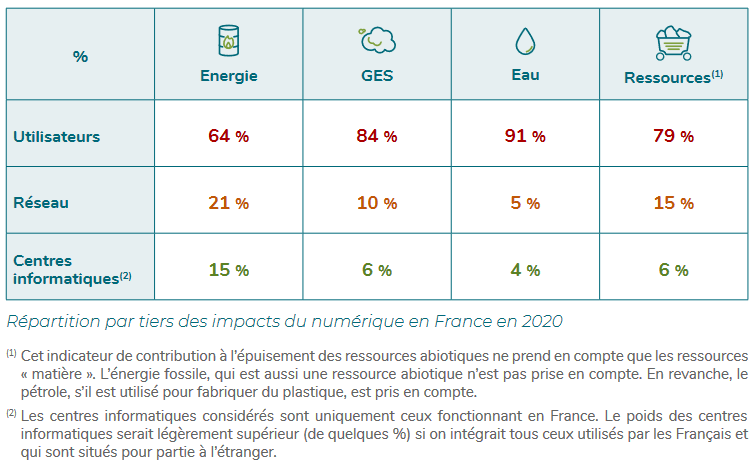 % Energie GES Eau Ressources(1)
Utilisateurs 64 % 84 % 91 % 79 %
Réseau 21 % 10 % 5 % 15 %
Centres
informatiques(2) 15 % 6 % 4 % 6 %
Répartition par tiers des impacts du numérique en France en 2020
(1) Cet indicateur de contribution à l’épuisement des ressources abiotiques ne prend en compte que les ressources
« matière ». L’énergie fossile, qui est aussi une ressource abiotique n’est pas prise en compte. En revanche, le
pétrole, s’il est utilisé pour fabriquer du plastique, est pris en compte.
(2) Les centres informatiques considérés sont uniquement ceux fonctionnant en France. Le poids des centres
informatiques serait légèrement supérieur (de quelques %) si on intégrait tous ceux utilisés par les Français et
qui sont situés pour partie à l’étranger.